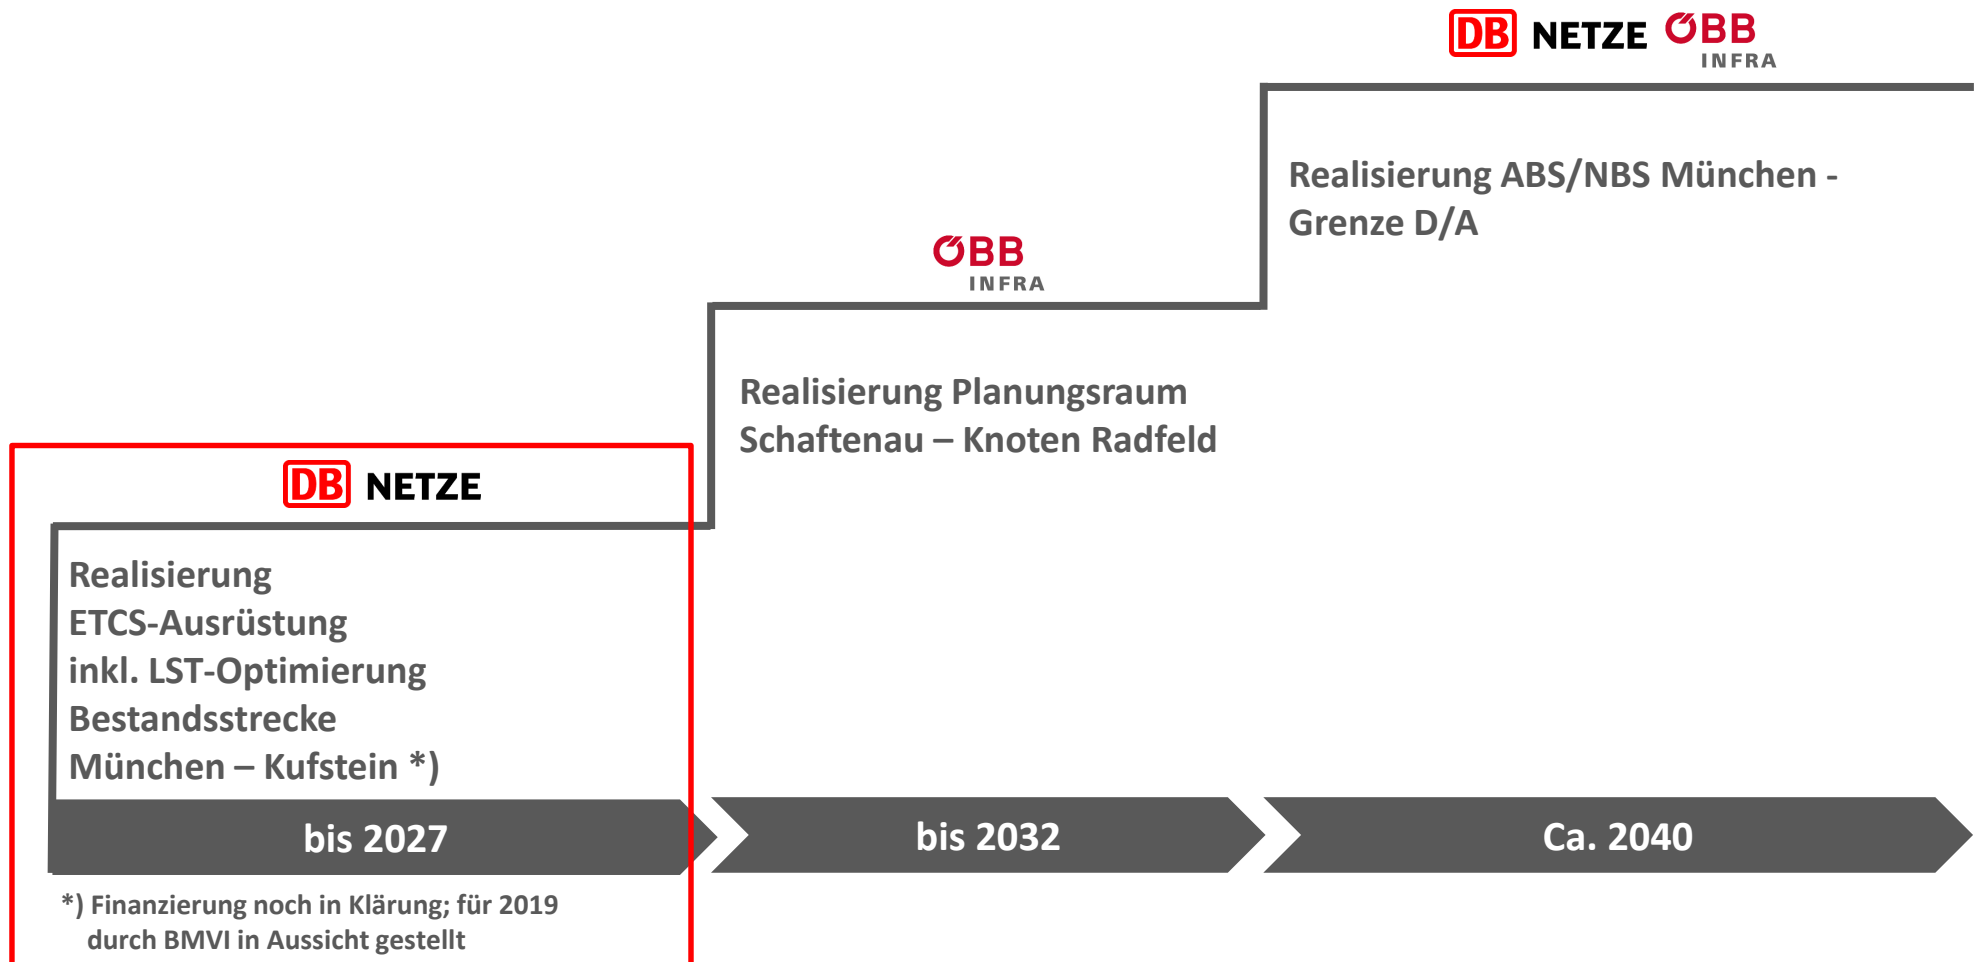 DB NETZE ÖBB
INFRA
Realisierung ABS/NBS München -
Grenze D/A
ÖBB
INFRA
Realisierung Planungsraum
Schaftenau – Knoten Radfeld
DB NETZE
Realisierung
ETCS-Ausrüstung
inkl. LST-Optimierung
Bestandsstrecke
München – Kufstein *)
bis 2027
bis 2032
Ca. 2040
*) Finanzierung noch in Klärung; für 2019
durch BMVI in Aussicht gestellt